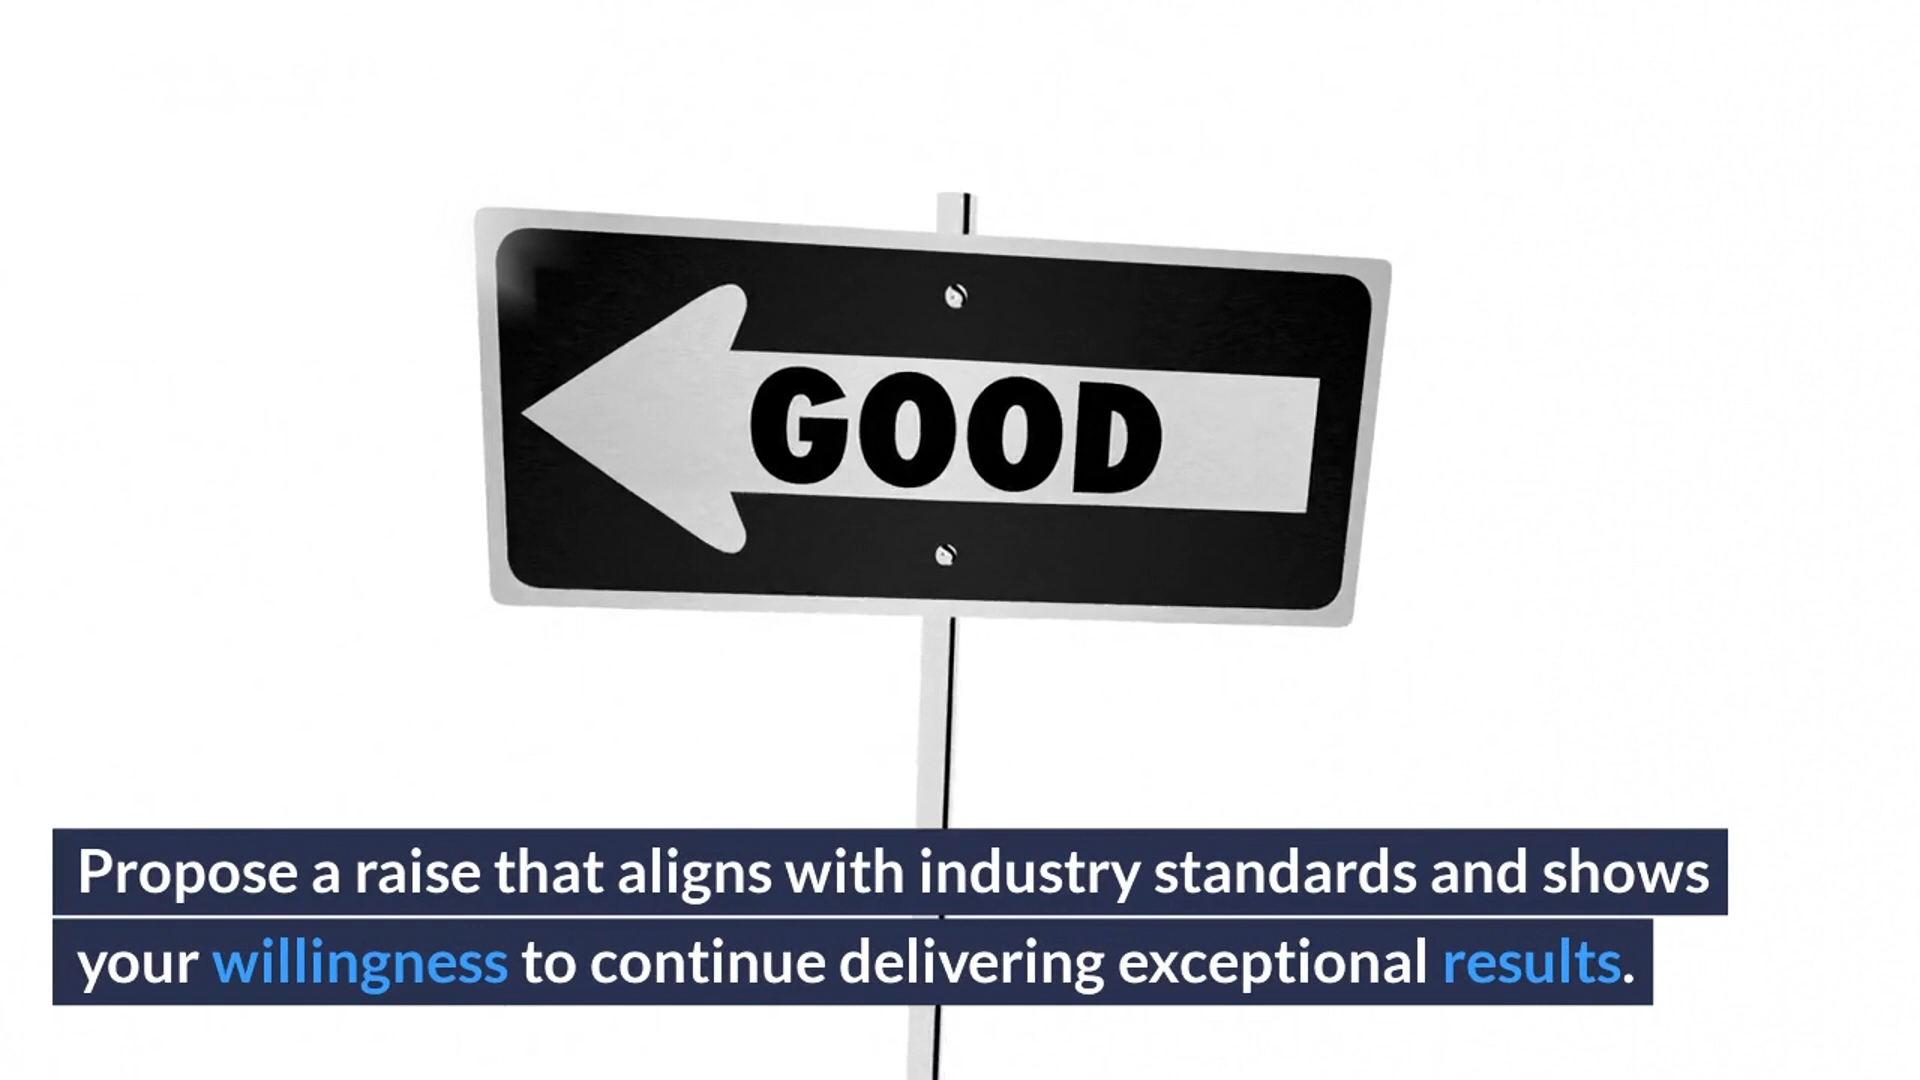 GOOD
Propose a raise that aligns with industry standards and shows
your willingness to continue delivering exceptional results.